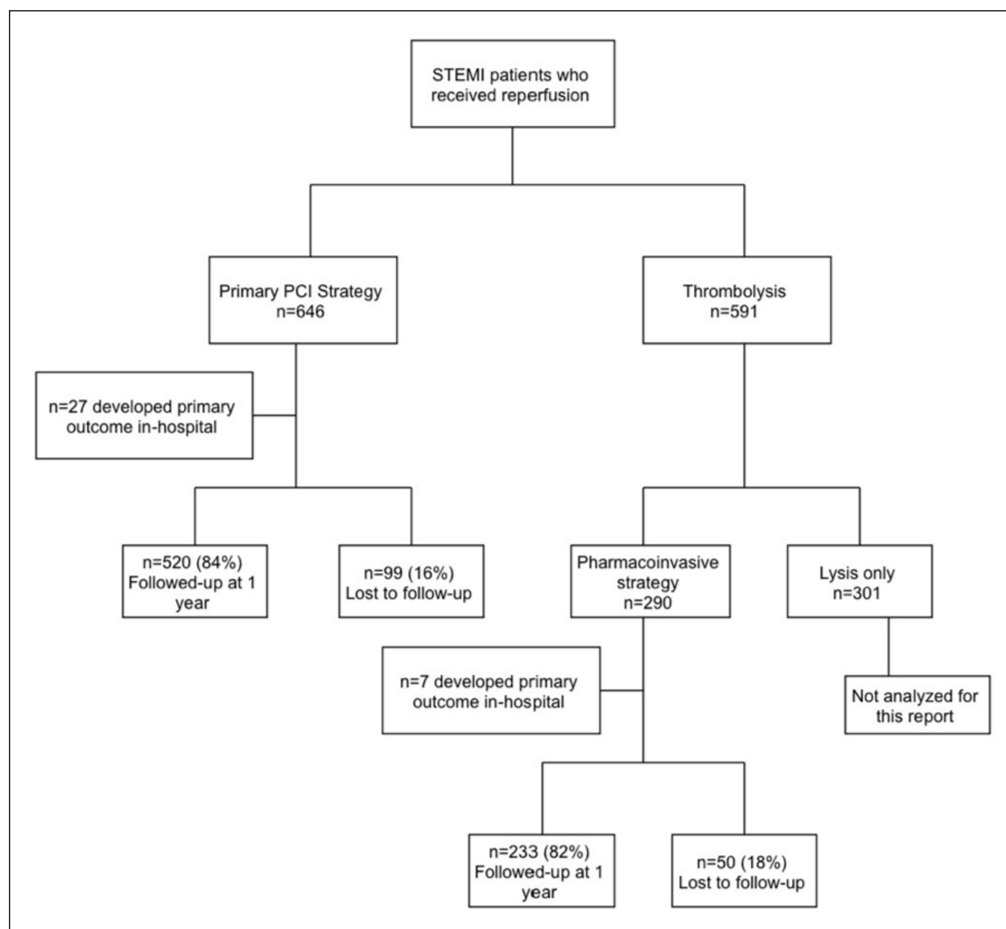 STEMI patients who
received reperfusion
Primary PCI Strategy
n=646
Thrombolysis
n=591
n=27 developed primary
outcome in-hospital
n=520 (84%)
Followed-up at 1
year
n=99 (16%)
Lost to follow-up
Pharmacoinvasive
strategy
n=290
Lysis only
n=301
n=7 developed primary
outcome in-hospital
Not analyzed for
this report
n=233 (82%)
Followed-up at 1
year
n=50 (18%)
Lost to follow-up